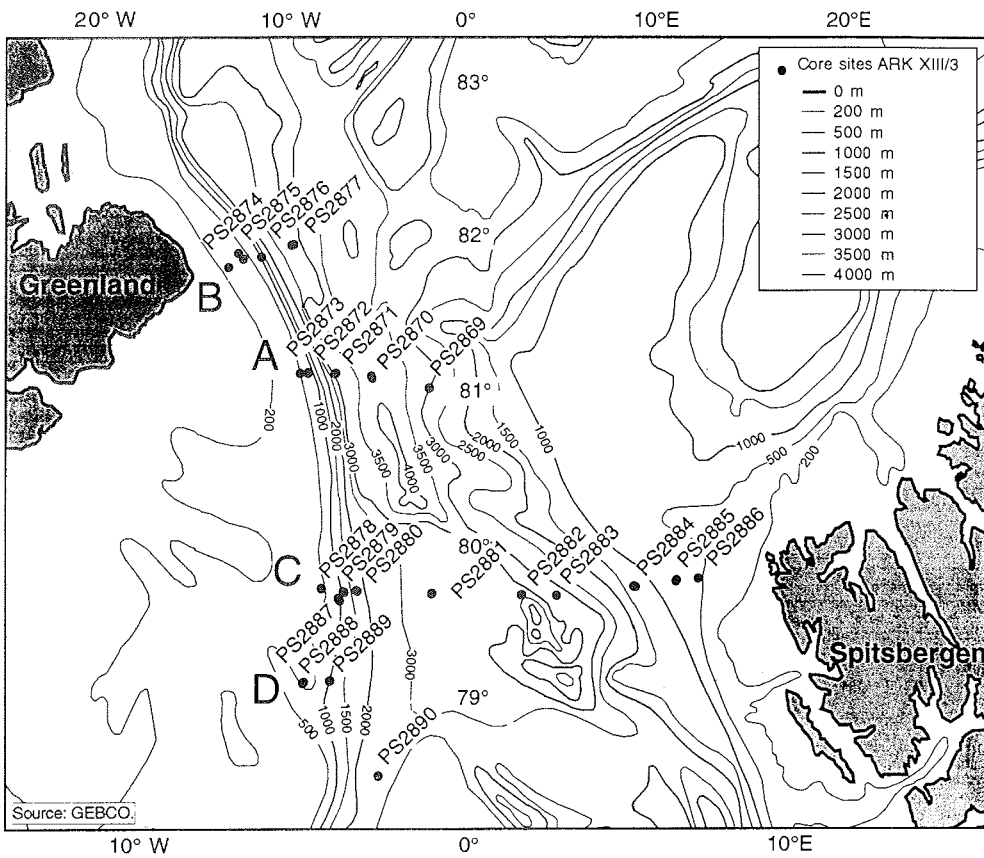 20° W 10° W 0° 10°E 20°E
Core sites ARK XIII/3
0 m
200 m
500 m
1000 m
1500 m
2000 m
2500 m
3000 m
3500 m
4000 m
83°
PS2874
PS2875
PS2876
PS2877
82°
Greenland
B
PS2873
PS2872
PS2871
PS2870
PS2869
A
81°
200
1000
2000
3000
3500
4000
3500
3000
2500
2000
1500
1000
1000
500
200
PS2878
PS2879
PS2880
80°
PS2881
PS2882
PS2883
PS2884
PS2885
PS2886
C
PS2887
PS2888
PS2889
D
3000
79°
Spitsbergen
500
1000
1500
2000
PS2890
Source: GEBCO.
10° W 0° 10°E